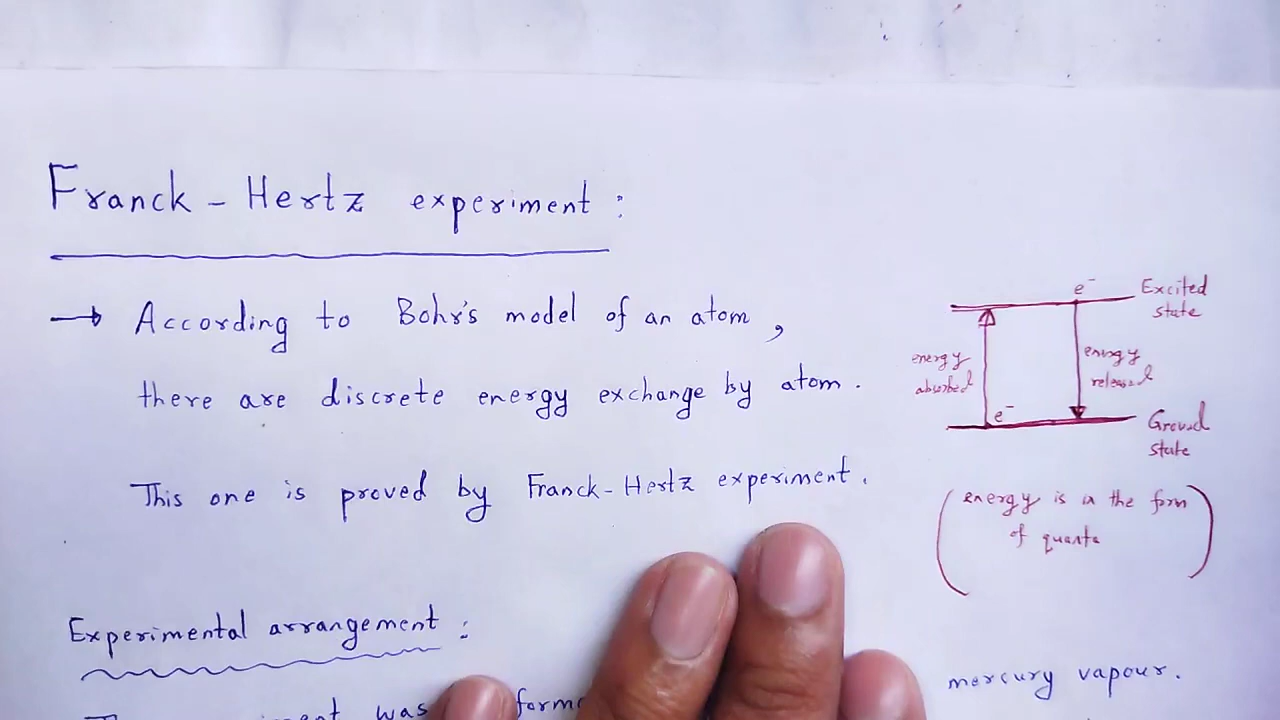 Franck - Hertz experiment :
→ According to Bohr's model of an atom ,
there are discrete energy exchange by atom .
This one is proved by Franck - Hertz experiment .
e⁻ Excited
state
energy
absorbed
energy
released
e⁻ Ground
state
( energy is in the form
of quanta )
Experimental arrangement :
was mercury vapour .